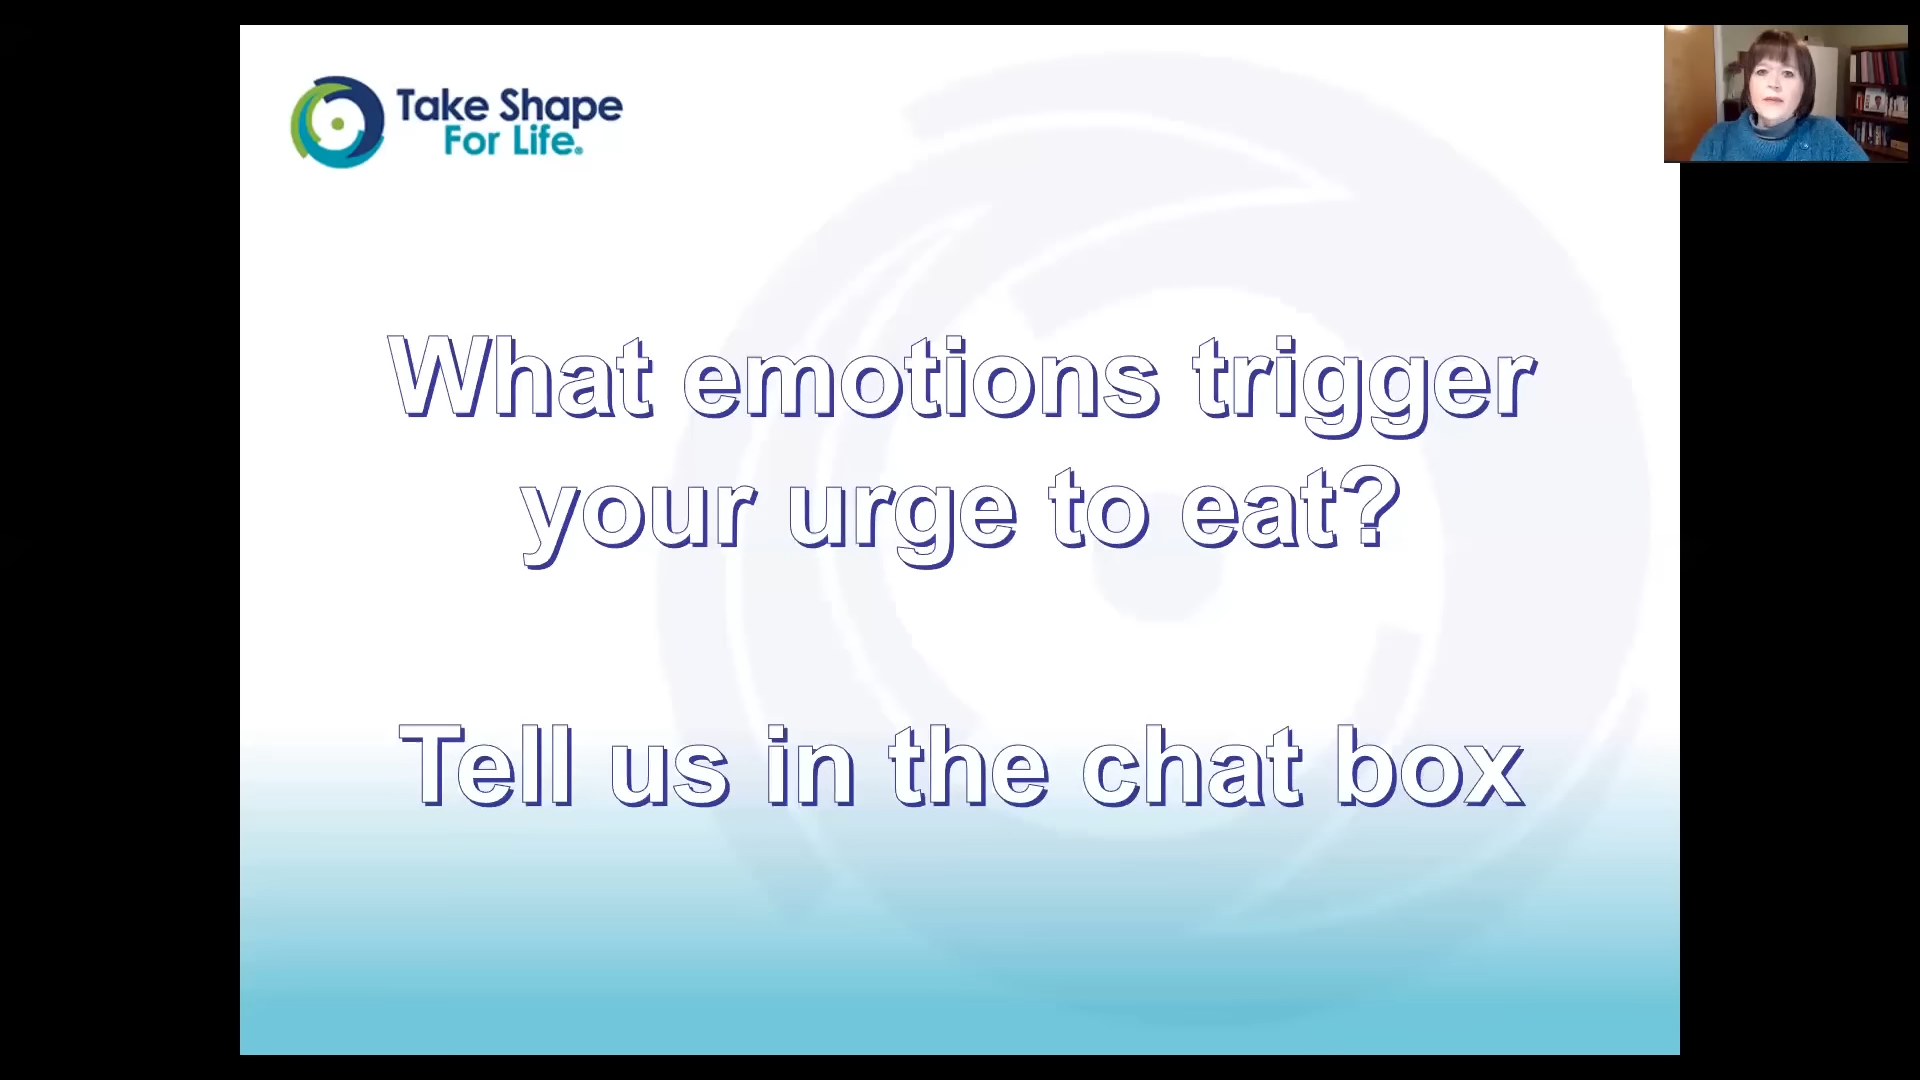 Take Shape
For Life.
What emotions trigger
your urge to eat?
Tell us in the chat box